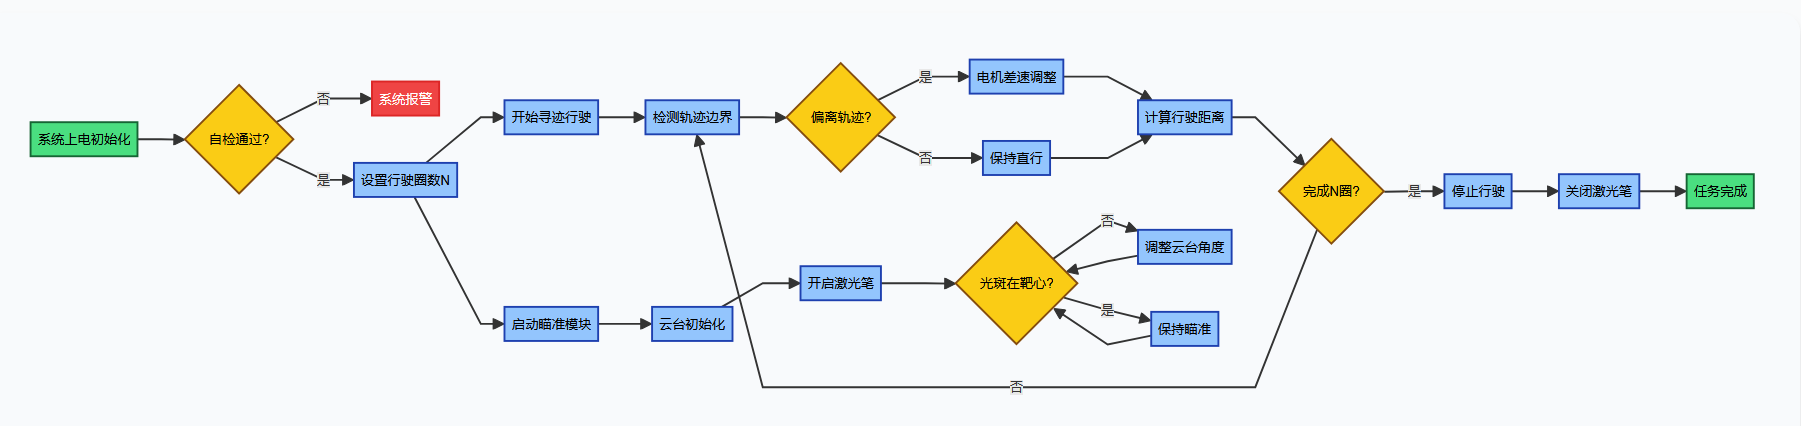 系统上电初始化
自检通过?
否
系统报警
是
设置行驶圈数N
开始寻迹行驶
检测轨迹边界
偏离轨迹?
是
电机差速调整
否
保持直行
计算行驶距离
完成N圈?
是
停止行驶
关闭激光笔
任务完成
启动瞄准模块
云台初始化
开启激光笔
光斑在靶心?
否
调整云台角度
是
保持瞄准
否